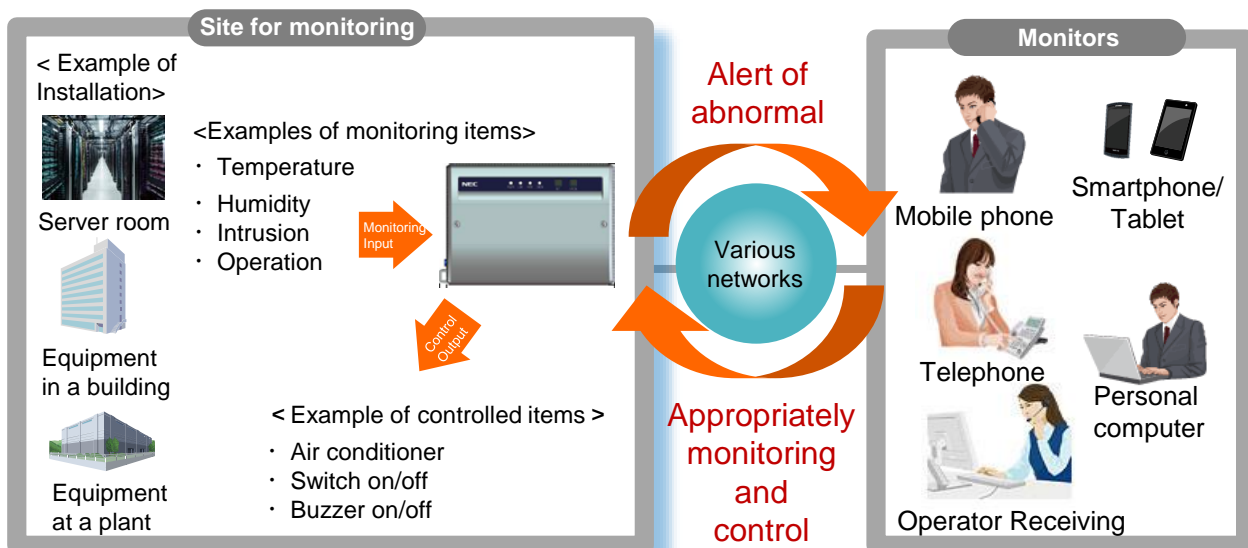 Site for monitoring
< Example of
Installation>
Server room
Equipment
in a building
Equipment
at a plant
<Examples of monitoring items>
・ Temperature
・ Humidity
・ Intrusion
・ Operation
Monitoring
Input
NEC
Control
Output
< Example of controlled items >
・ Air conditioner
・ Switch on/off
・ Buzzer on/off
Alert of
abnormal
Various
networks
Appropriately
monitoring
and
control
Monitors
Mobile phone
Smartphone/
Tablet
Telephone
Personal
computer
Operator Receiving